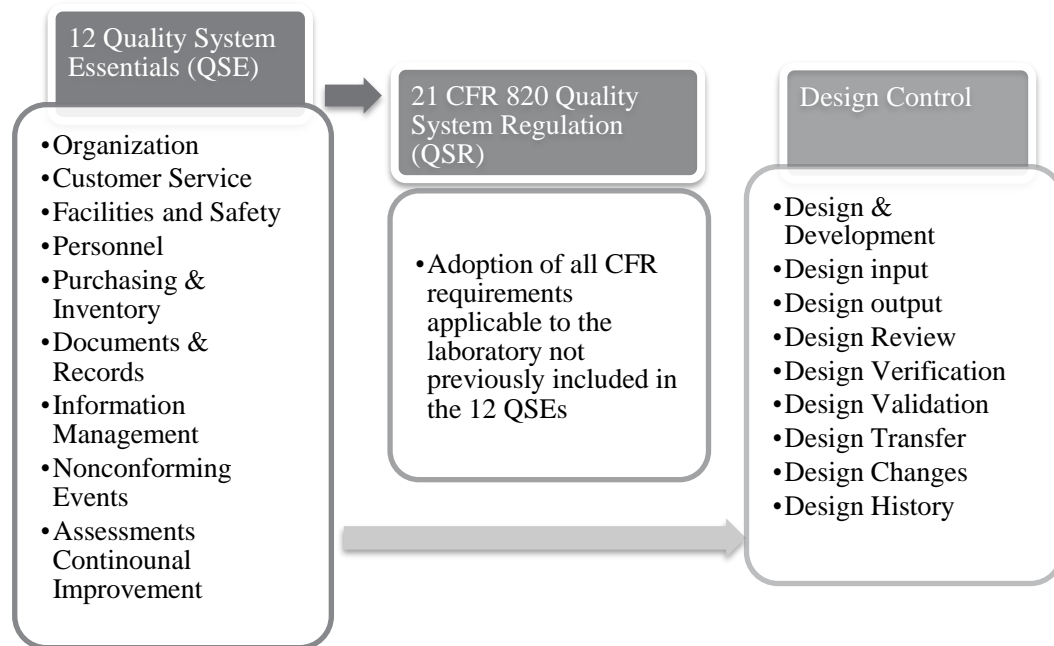 12 Quality System
Essentials (QSE)
•Organization
•Customer Service
•Facilities and Safety
•Personnel
•Purchasing &
Inventory
•Documents &
Records
•Information
Management
•Nonconforming
Events
•Assessments
Continounal
Improvement
21 CFR 820 Quality
System Regulation
(QSR)
•Adoption of all CFR
requirements
applicable to the
laboratory not
previously included in
the 12 QSEs
Design Control
•Design &
Development
•Design input
•Design output
•Design Review
•Design Verification
•Design Validation
•Design Transfer
•Design Changes
•Design History